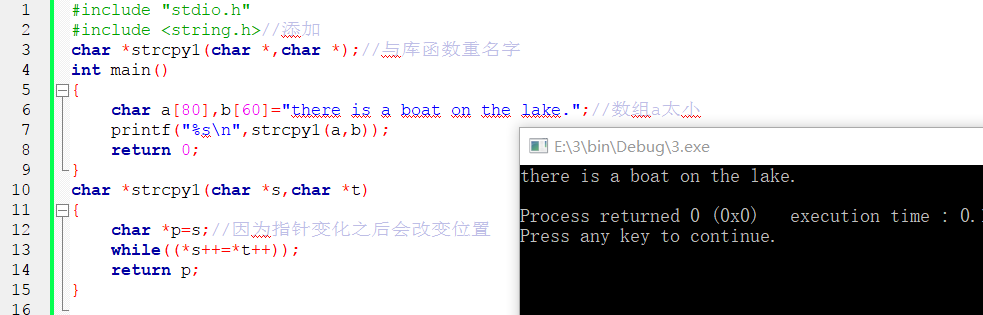 1 #include "stdio.h"
2 #include <string.h>//添加
3 char *strcpy1(char *,char *);//与库函数重名字
4 int main()
5 {
6 char a[80],b[60]="there is a boat on the lake.";//数组a太小
7 printf("%s\n",strcpy1(a,b));
8 return 0;
9 }
10 char *strcpy1(char *s,char *t)
11 {
12 char *p=s;//因为指针变化之后会改变位置
13 while((*s++=*t++));
14 return p;
15 }
16
E:\3\bin\Debug\3.exe
there is a boat on the lake.
Process returned 0 (0x0) execution time : 0.
Press any key to continue.